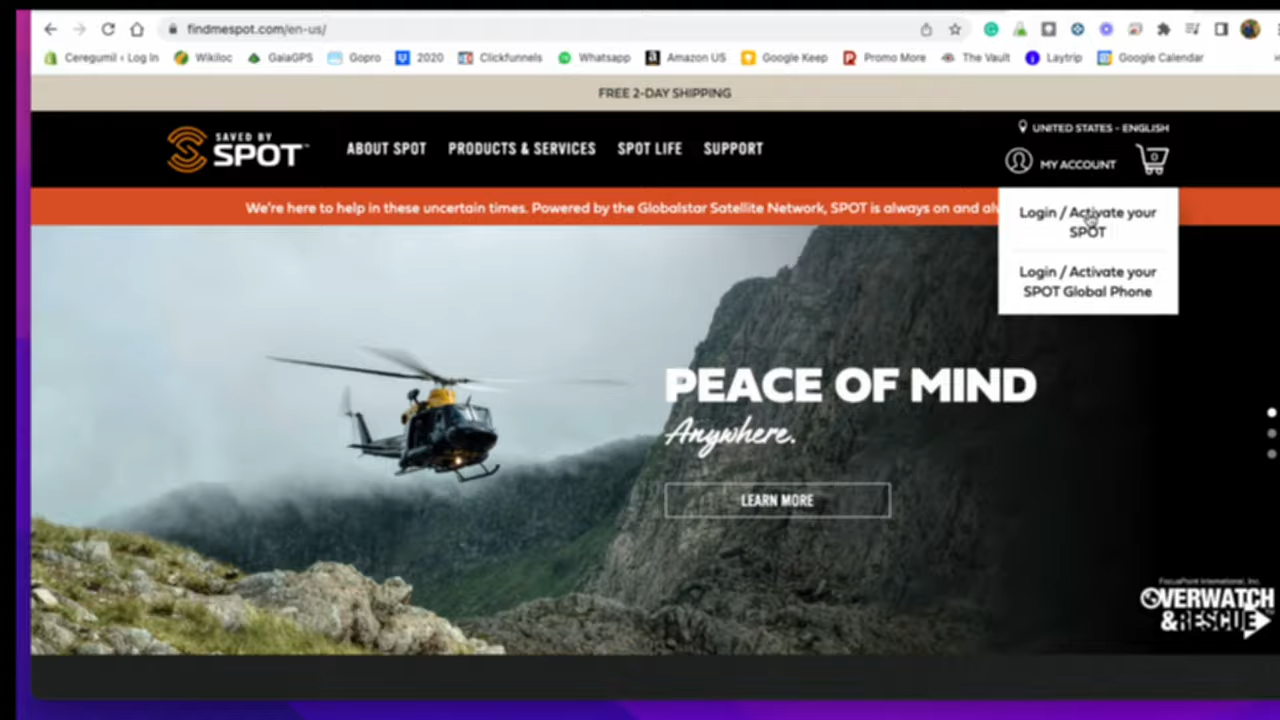 findmespot.com/en-us/
Ceregumil ‹ Log In
Wikiloc
GaiaGPS
Gopro
2020
Clickfunnels
Whatsapp
Amazon US
Google Keep
Promo More
The Vault
Laytrip
Google Calendar
FREE 2-DAY SHIPPING
UNITED STATES - ENGLISH
SAVED BY
SPOT
ABOUT SPOT
PRODUCTS & SERVICES
SPOT LIFE
SUPPORT
MY ACCOUNT
0
We're here to help in these uncertain times. Powered by the Globalstar Satellite Network, SPOT is always on and al
Login / Activate your
SPOT
Login / Activate your
SPOT Global Phone
PEACE OF MIND
Anywhere.
LEARN MORE
FocusPoint International, Inc.
OVERWATCH
&RESCUE